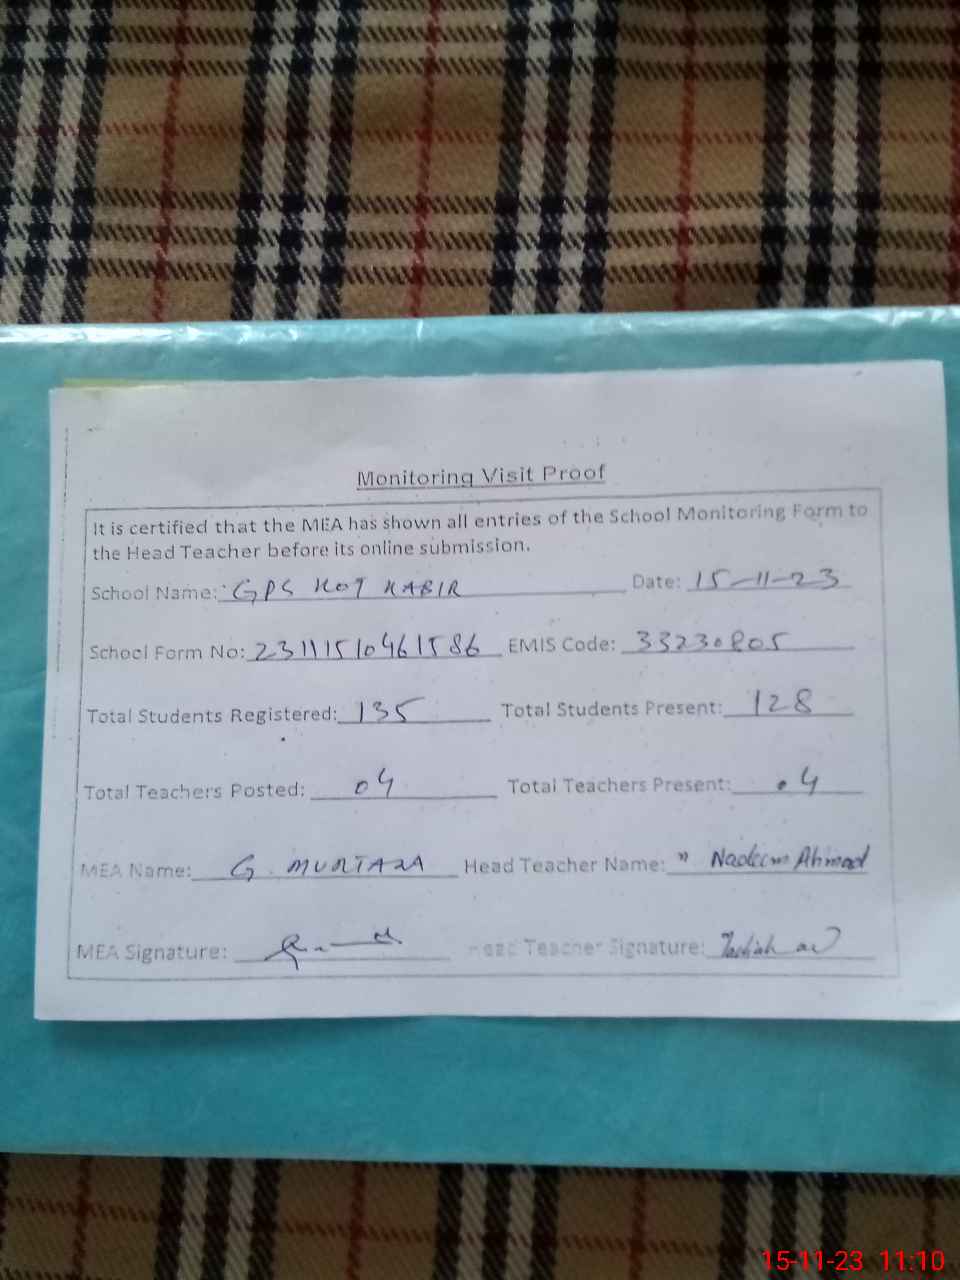 Monitoring Visit Proof
It is certified that the MEA has shown all entries of the School Monitoring Form to
the Head Teacher before its online submission.
School Name: GPS KOT KABIR Date: 15-11-23
School Form No: 23111510461586 EMIS Code: 33230805
Total Students Registered: 135 Total Students Present: 128
Total Teachers Posted: 04 Total Teachers Present: 04
MEA Name: G. MURTAZA Head Teacher Name: " Nadeem Ahmad
MEA Signature: Head Teacher Signature:
15-11-23 11:10